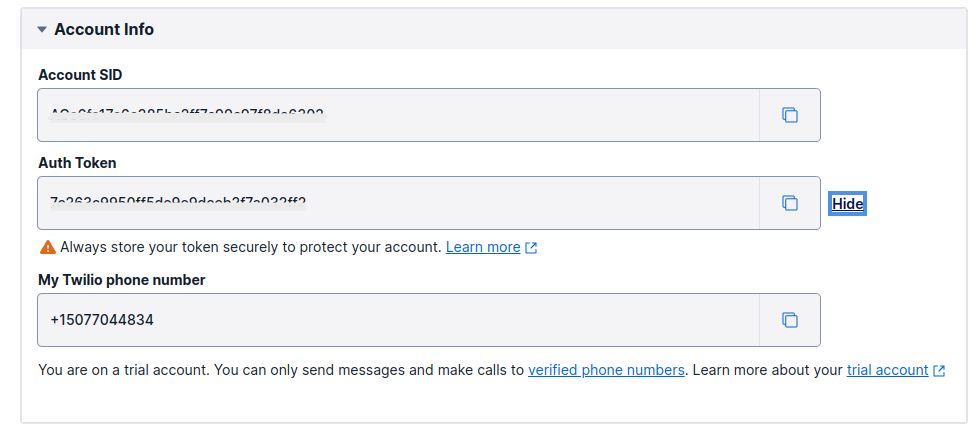 Account Info
Account SID
Auth Token
Hide
Always store your token securely to protect your account. Learn more
My Twilio phone number
+15077044834
You are on a trial account. You can only send messages and make calls to verified phone numbers. Learn more about your trial account